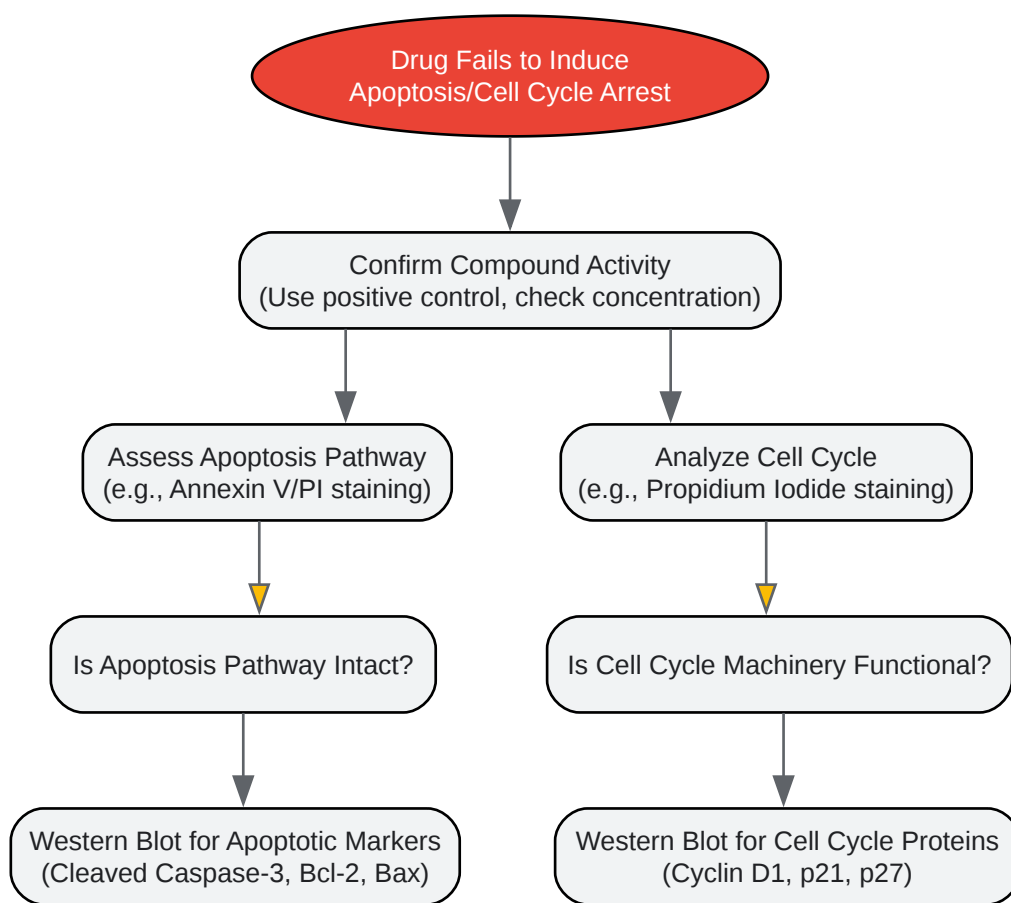 Drug Fails to Induce
Apoptosis/Cell Cycle Arrest
Confirm Compound Activity
(Use positive control, check concentration)
Assess Apoptosis Pathway
(e.g., Annexin V/PI staining)
Analyze Cell Cycle
(e.g., Propidium Iodide staining)
Is Apoptosis Pathway Intact?
Is Cell Cycle Machinery Functional?
Western Blot for Apoptotic Markers
(Cleaved Caspase-3, Bcl-2, Bax)
Western Blot for Cell Cycle Proteins
(Cyclin D1, p21, p27)